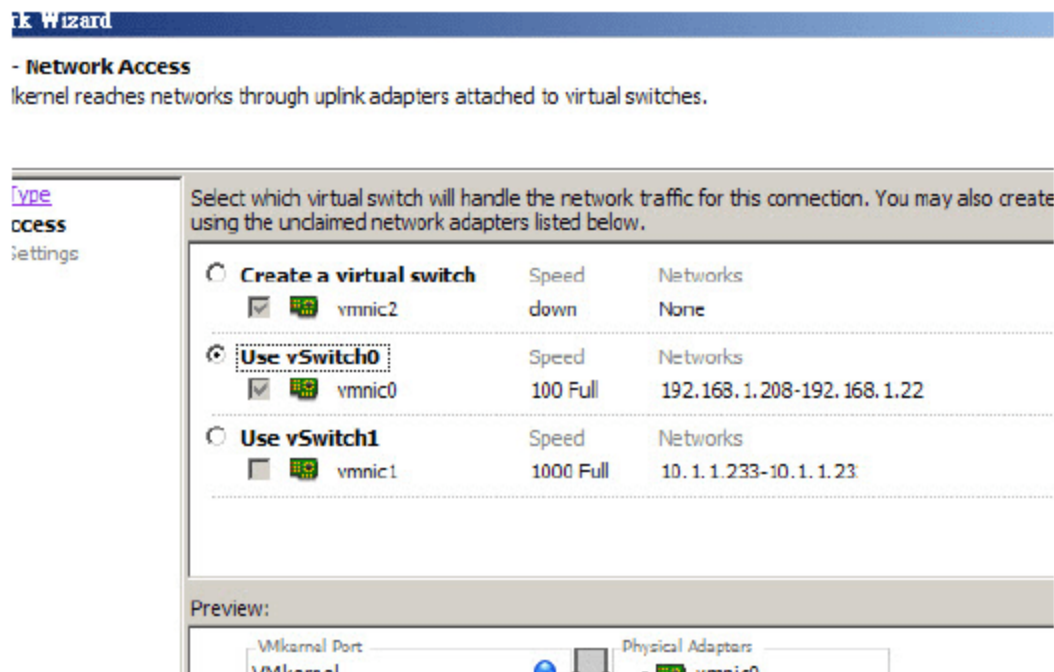 rk Wizard
- Network Access
lkernel reaches networks through uplink adapters attached to virtual switches.
Type
ccess
Settings
Select which virtual switch will handle the network traffic for this connection. You may also create
using the unclaimed network adapters listed below.
Create a virtual switch Speed Networks
vmnic2 down None
Use vSwitch0 Speed Networks
vmnic0 100 Full 192.168.1.208-192.168.1.22
Use vSwitch1 Speed Networks
vmnic1 1000 Full 10.1.1.233-10.1.1.23
Preview:
VMkernel Port Physical Adapters
VMkernel vmnic0